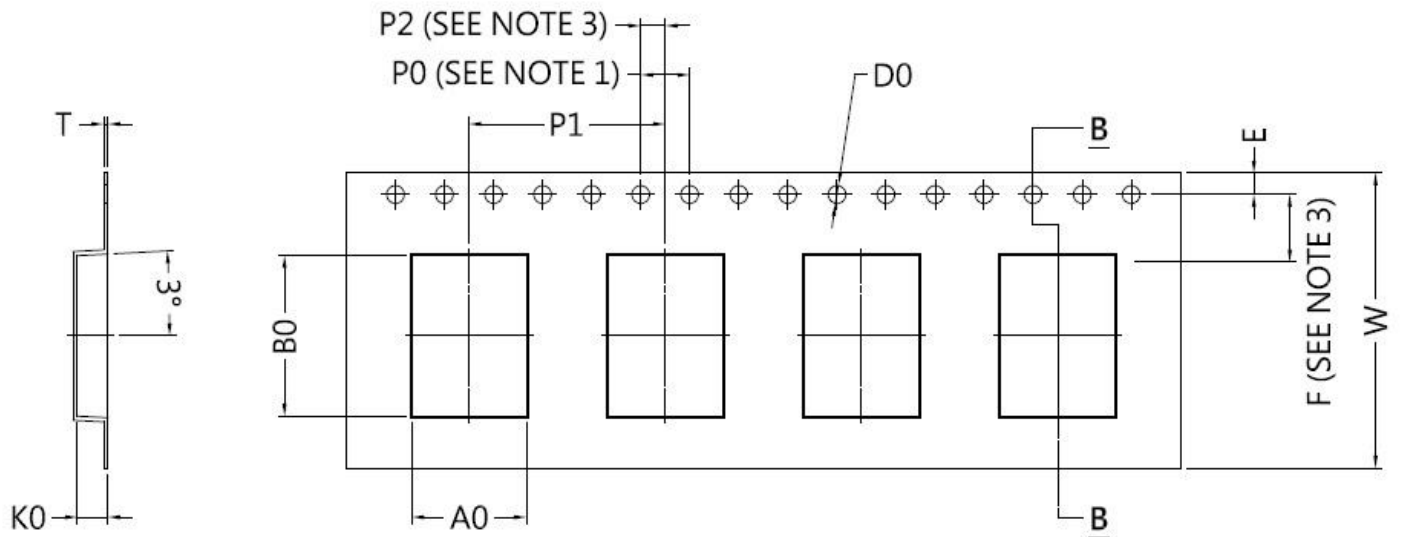 P2 (SEE NOTE 3)
P0 (SEE NOTE 1)
D0
T
P1
B
E
3°
B0
F (SEE NOTE 3)
W
K0
A0
B